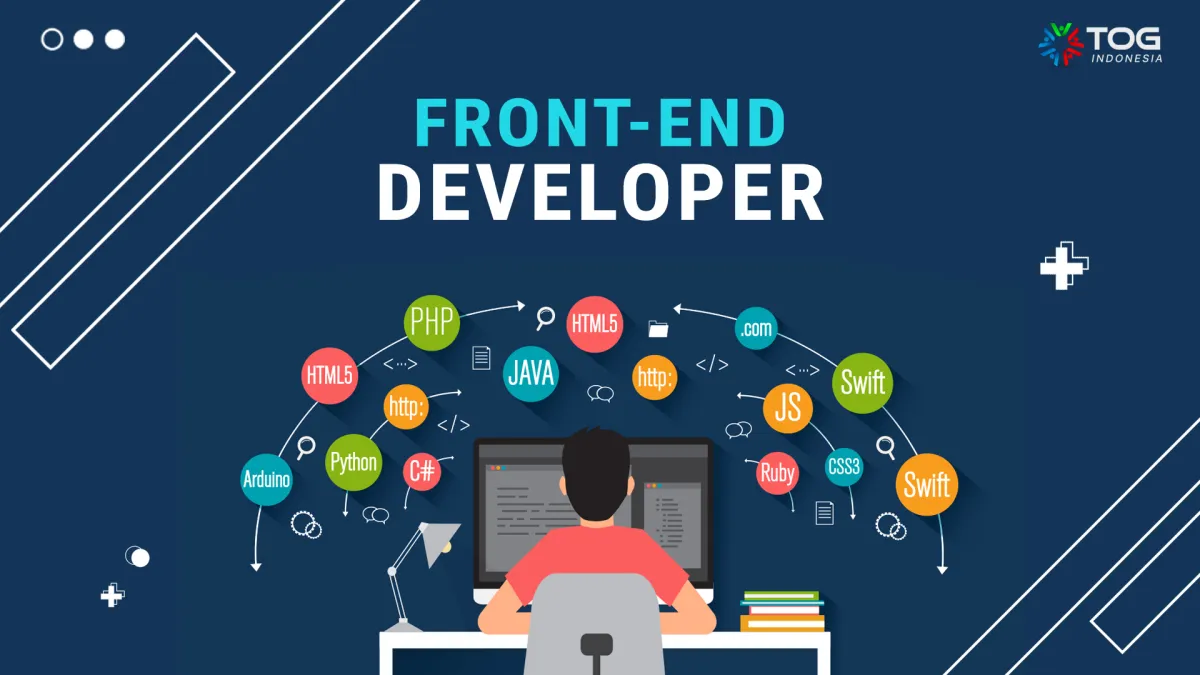 TOG
INDONESIA
FRONT-END
DEVELOPER
PHP
HTML5
.com
HTML5
JAVA
http:
Swift
http:
JS
Arduino
Python
C#
Ruby
CSS3
Swift
<···>
</>
<···>
</>